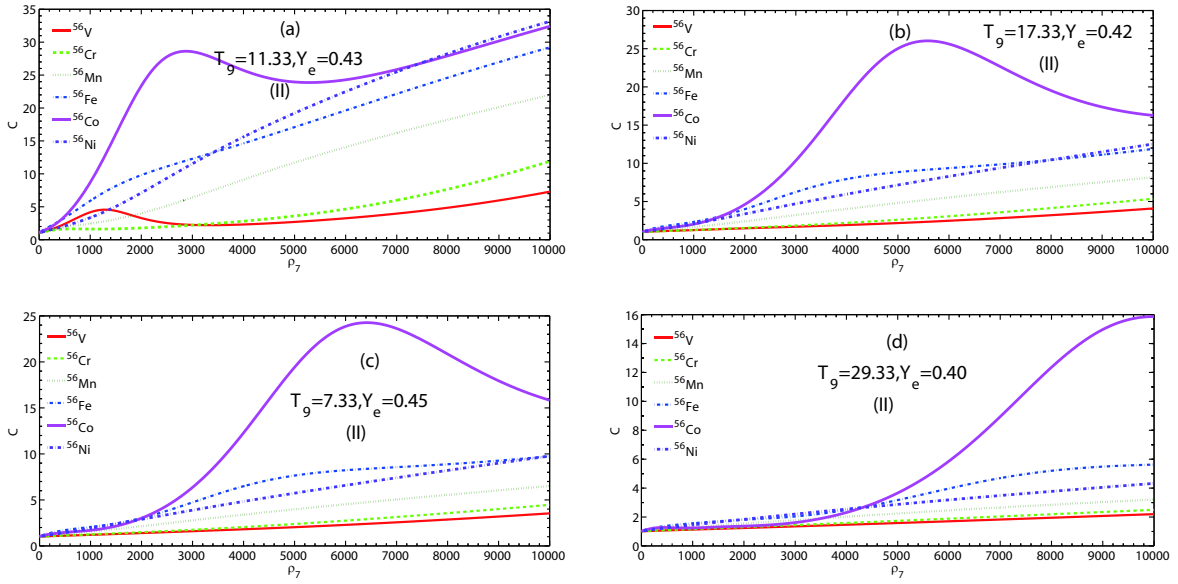 (a)
T9=11.33,Ye=0.43
(II)
56V
56Cr
56Mn
56Fe
56Co
56Ni
C
35
30
25
20
15
10
5
0
0 1000 2000 3000 4000 5000 6000 7000 8000 9000 10000
ρ7
(b)
T9=17.33,Ye=0.42
(II)
56V
56Cr
56Mn
56Fe
56Co
56Ni
C
30
25
20
15
10
5
0
0 1000 2000 3000 4000 5000 6000 7000 8000 9000 10000
ρ7
(c)
T9=7.33,Ye=0.45
(II)
56V
56Cr
56Mn
56Fe
56Co
56Ni
C
25
20
15
10
5
0
0 1000 2000 3000 4000 5000 6000 7000 8000 9000 10000
ρ7
(d)
T9=29.33,Ye=0.40
(II)
56V
56Cr
56Mn
56Fe
56Co
56Ni
C
16
14
12
10
8
6
4
2
0
0 1000 2000 3000 4000 5000 6000 7000 8000 9000 10000
ρ7